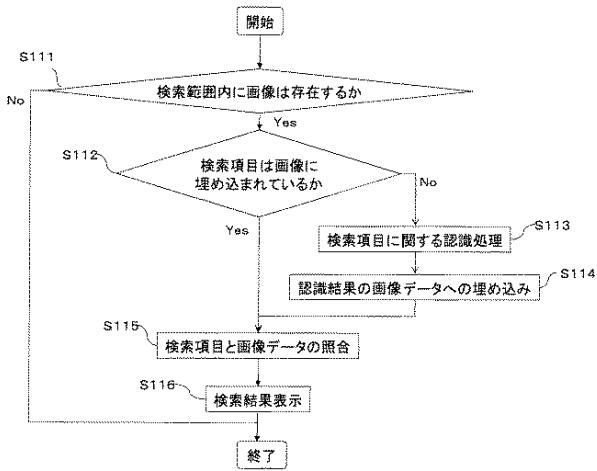 開始
S111
検索範囲内に画像は存在するか
No
Yes
S112
検索項目は画像に
埋め込まれているか
No
Yes
S113
検索項目に関する認識処理
S114
認識結果の画像データへの埋め込み
S115
検索項目と画像データの照合
S116
検索結果表示
終了